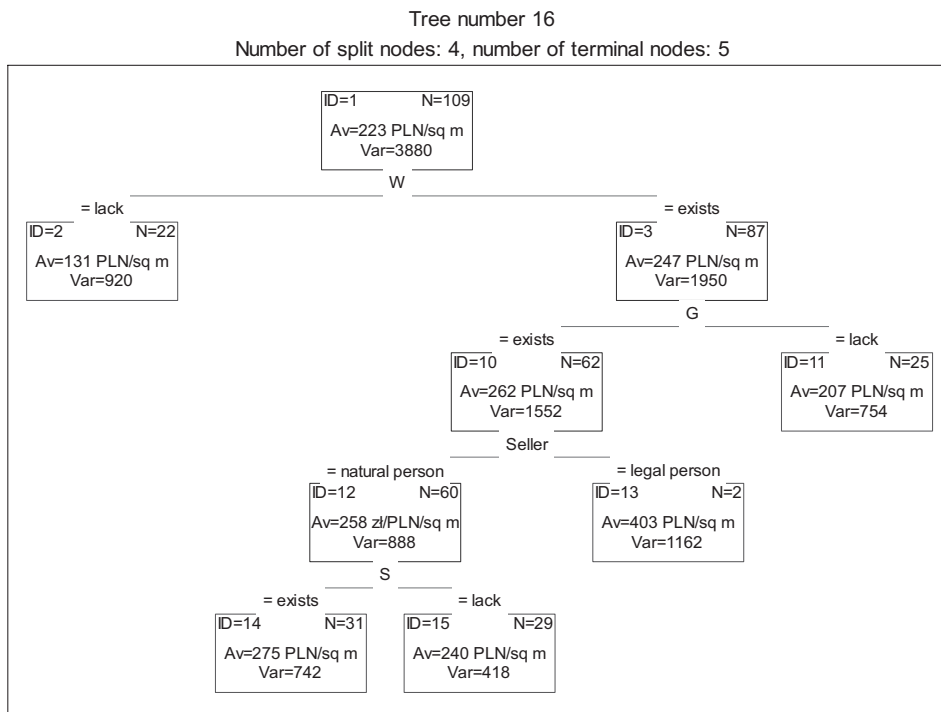 Tree number 16
Number of split nodes: 4, number of terminal nodes: 5
ID=1 N=109
Av=223 PLN/sq m
Var=3880
W
= lack
= exists
ID=2 N=22
Av=131 PLN/sq m
Var=920
ID=3 N=87
Av=247 PLN/sq m
Var=1950
G
= exists
= lack
ID=10 N=62
Av=262 PLN/sq m
Var=1552
ID=11 N=25
Av=207 PLN/sq m
Var=754
Seller
= natural person
= legal person
ID=12 N=60
Av=258 zł/PLN/sq m
Var=888
ID=13 N=2
Av=403 PLN/sq m
Var=1162
S
= exists
= lack
ID=14 N=31
Av=275 PLN/sq m
Var=742
ID=15 N=29
Av=240 PLN/sq m
Var=418